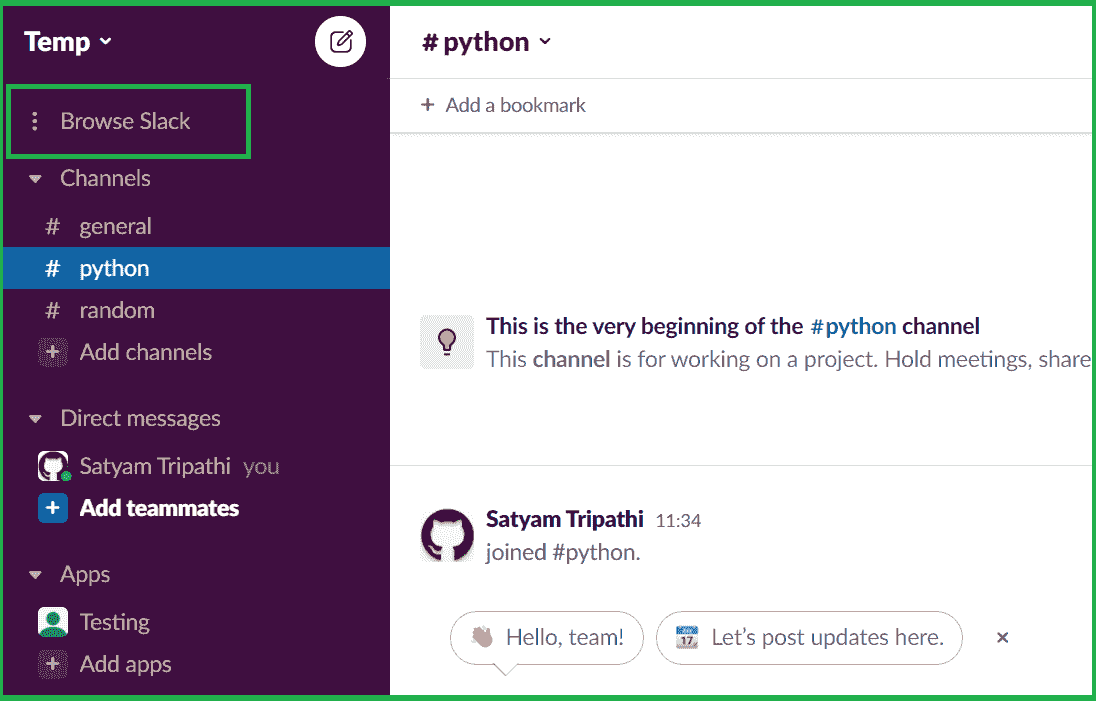 Temp
Browse Slack
Channels
# general
# python
# random
+ Add channels
Direct messages
Satyam Tripathi you
+ Add teammates
Apps
Testing
+ Add apps
# python
+ Add a bookmark
This is the very beginning of the #python channel
This channel is for working on a project. Hold meetings, share
Satyam Tripathi 11:34
joined #python.
Hello, team!
17 Let's post updates here. ×